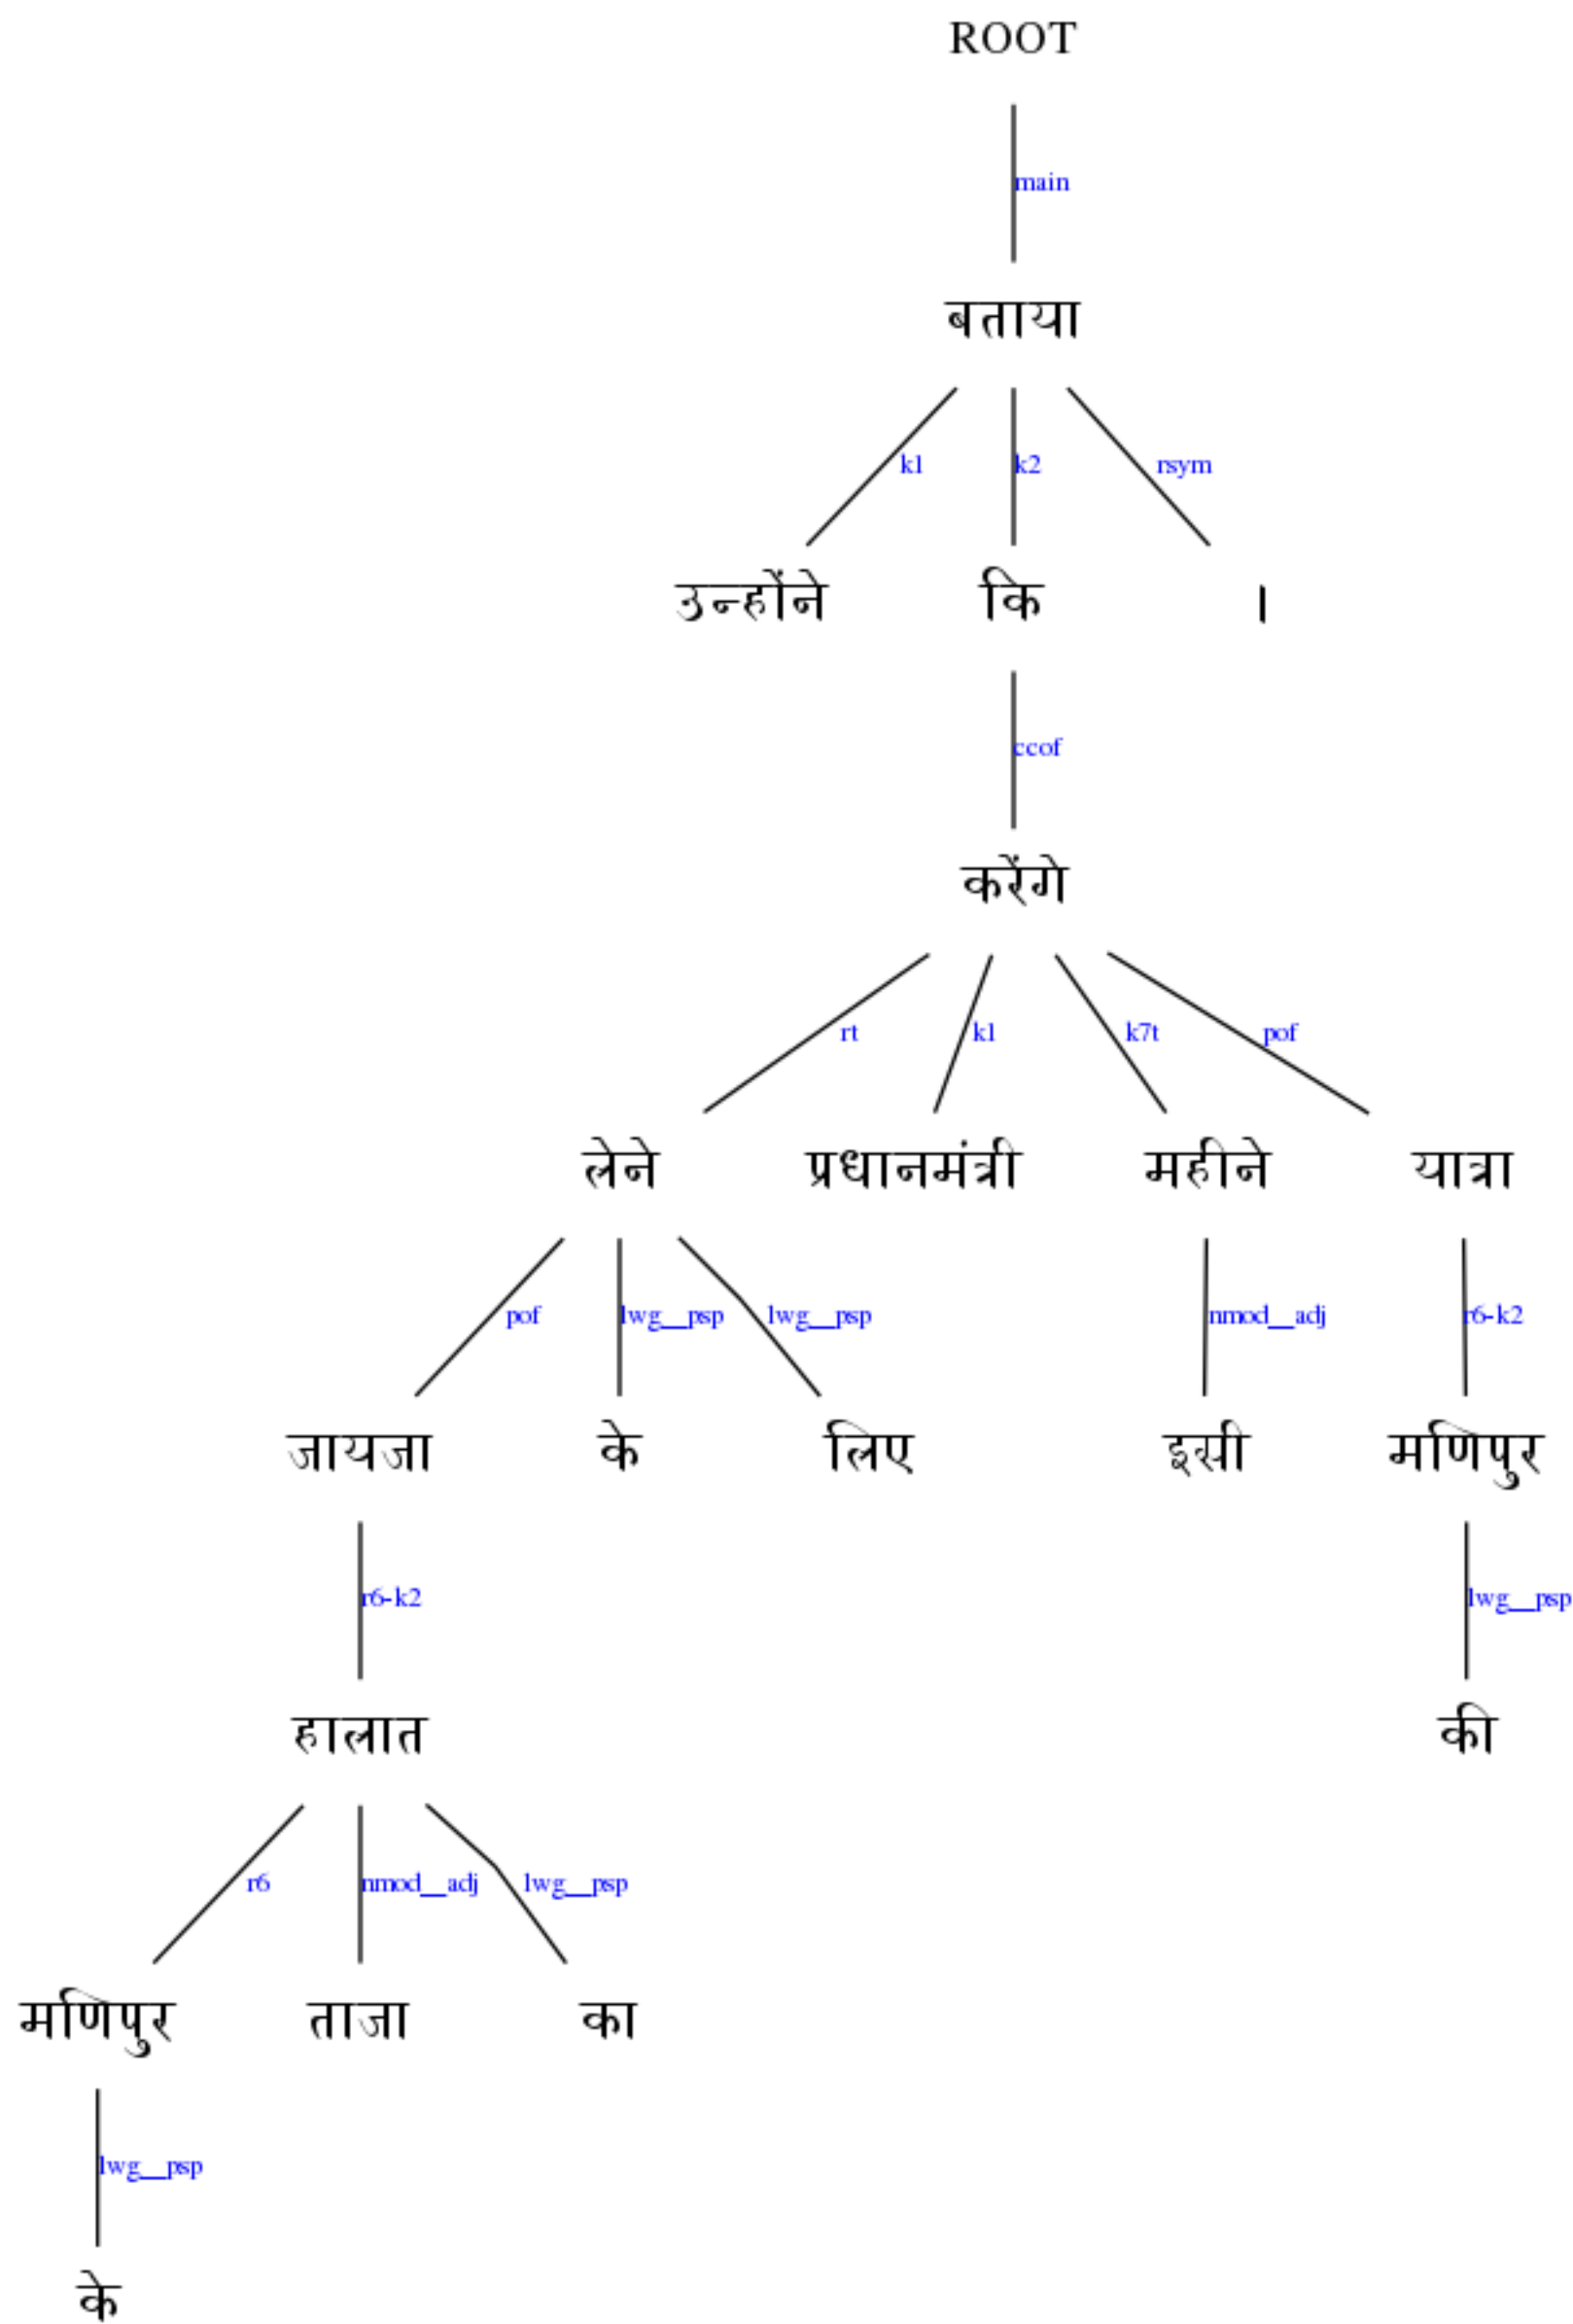 ROOT
main
बताया
k1 k2 rsym
उन्होंने कि ।
ccof
करेंगे
rt k1 k7t pof
लेने प्रधानमंत्री महीने यात्रा
pof lwg__psp lwg__psp nmod__adj r6-k2
जायजा के लिए इसी मणिपुर
r6-k2 lwg__psp
हालात की
r6 nmod__adj lwg__psp
मणिपुर ताजा का
lwg__psp
के